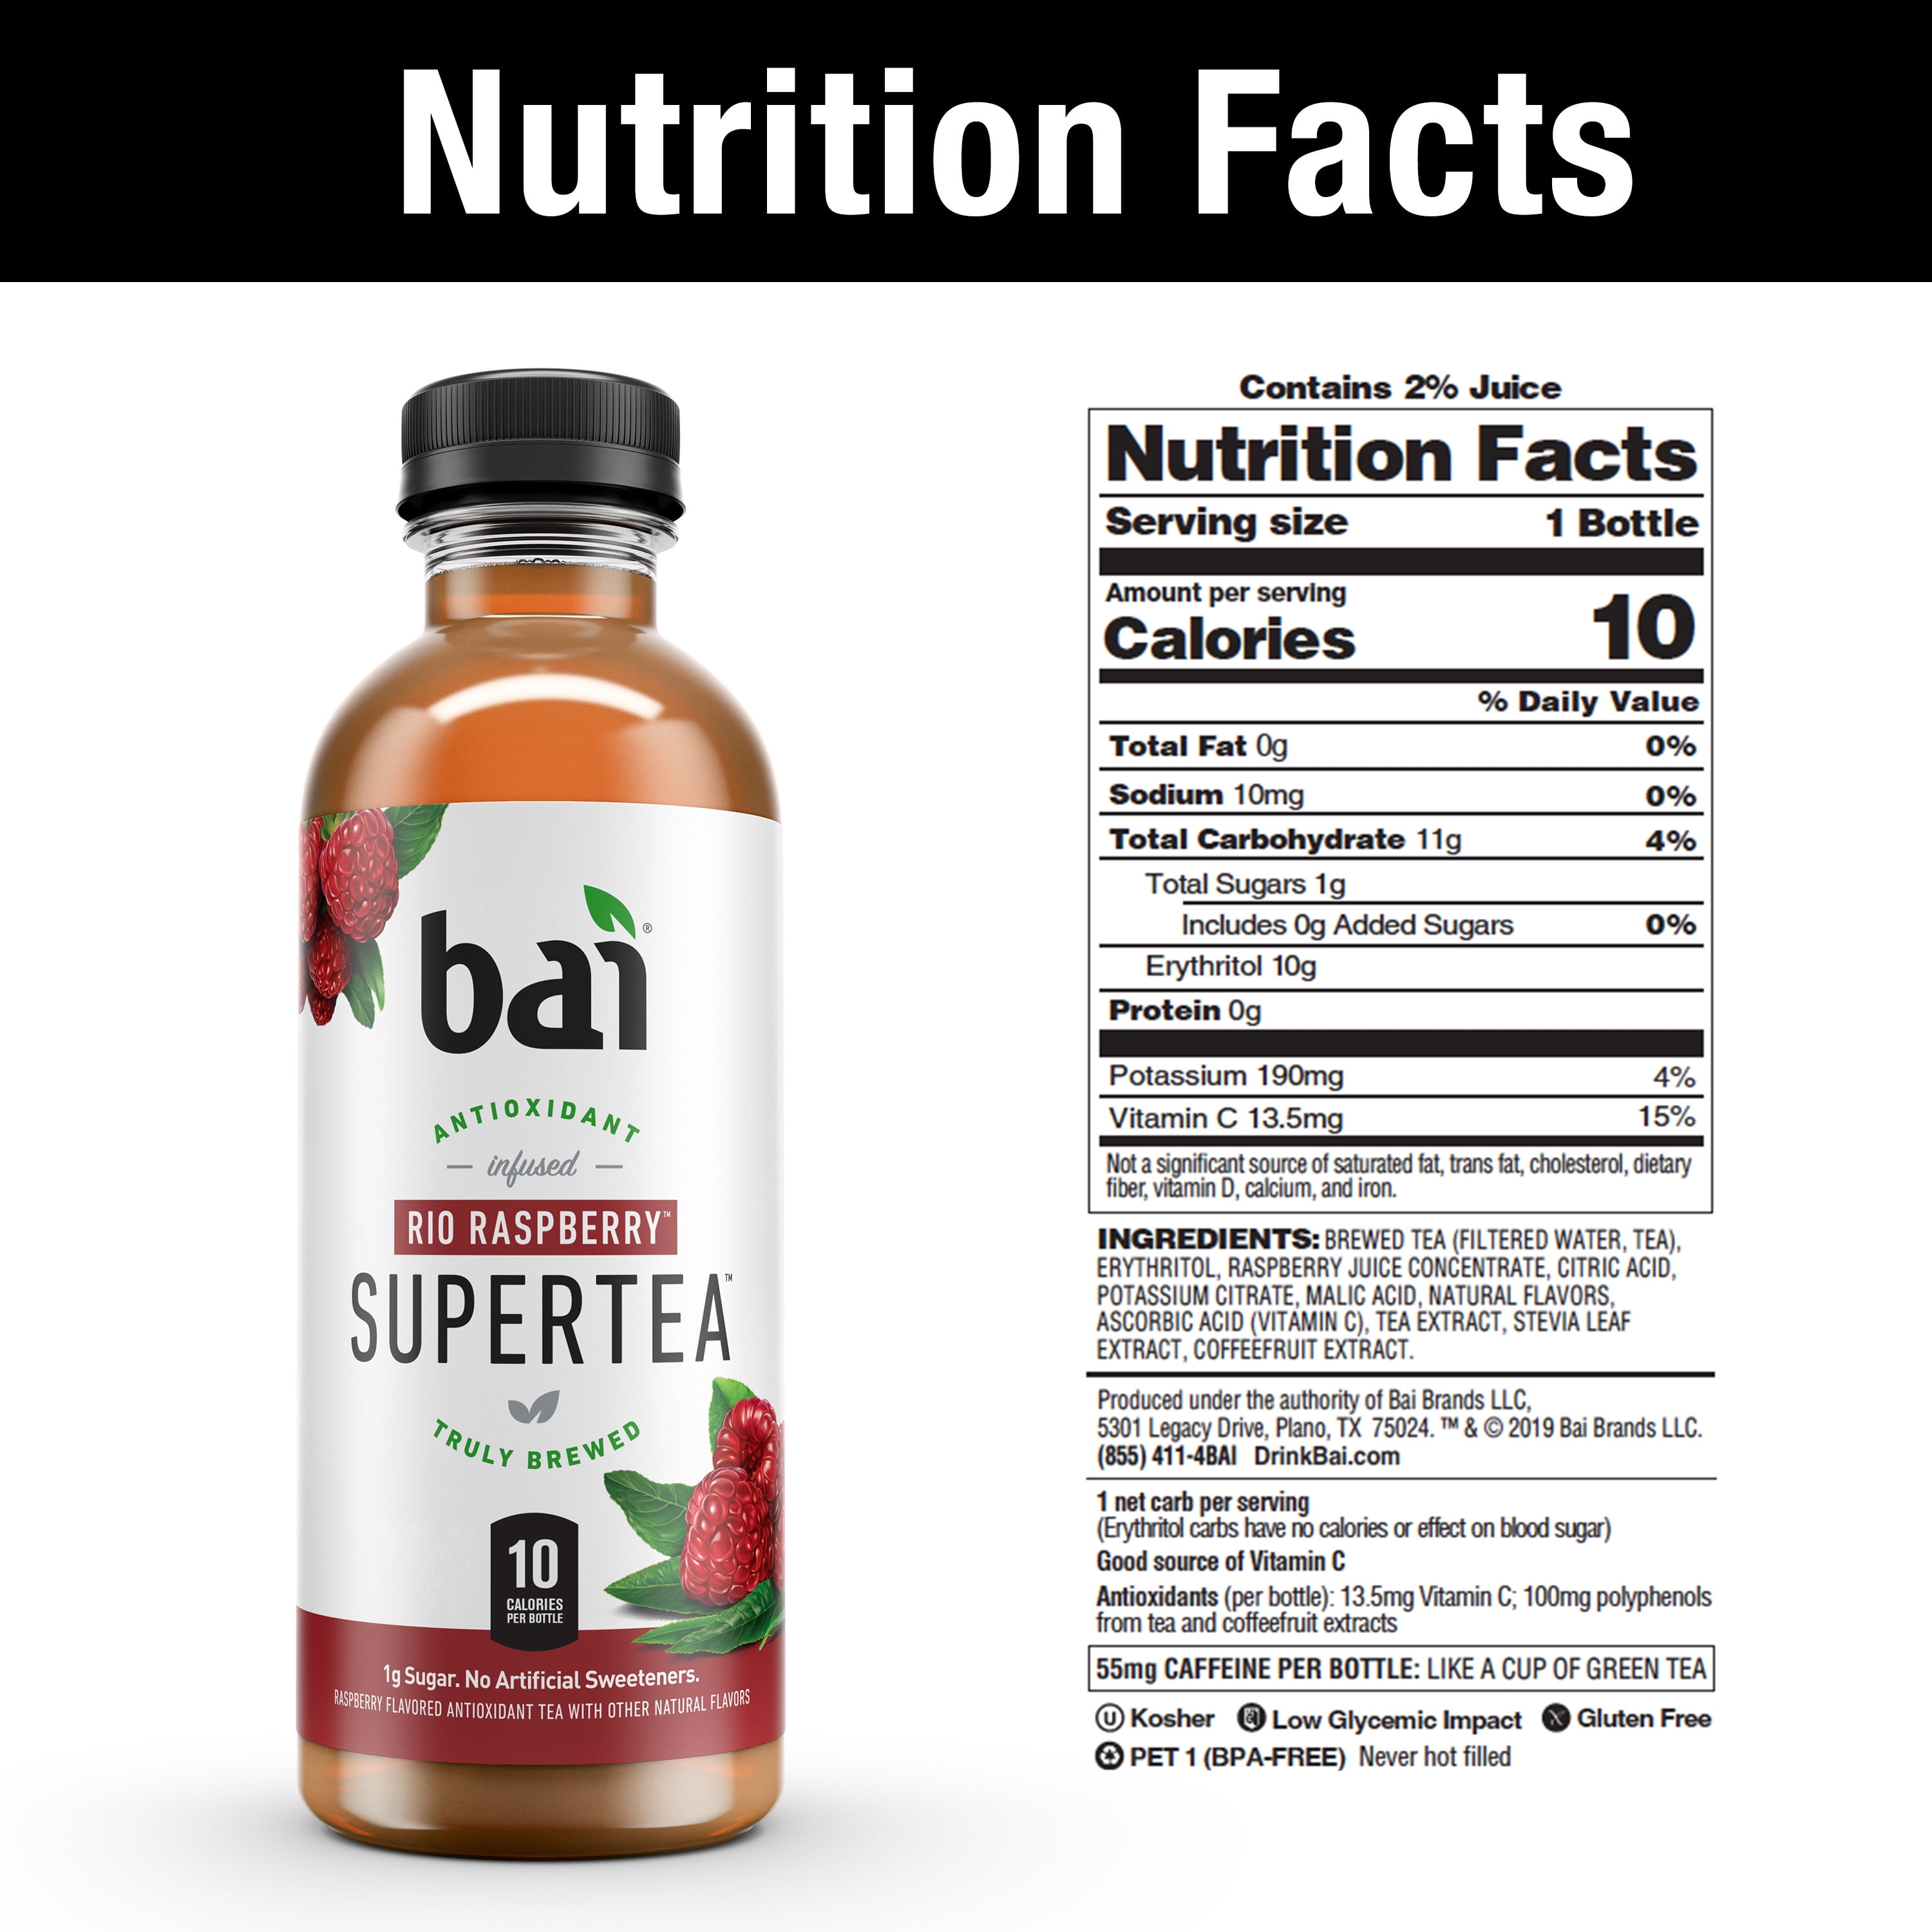 Nutrition Facts
bai®
ANTIOXIDANT
infused
RIO RASPBERRY™
SUPERTEA™
TRULY BREWED
10
CALORIES
PER BOTTLE
1g Sugar. No Artificial Sweeteners.
RASPBERRY FLAVORED ANTIOXIDANT TEA WITH OTHER NATURAL FLAVORS
Contains 2% Juice
Nutrition Facts
Serving size 1 Bottle
Amount per serving
Calories 10
% Daily Value
Total Fat 0g 0%
Sodium 10mg 0%
Total Carbohydrate 11g 4%
Total Sugars 1g
Includes 0g Added Sugars 0%
Erythritol 10g
Protein 0g
Potassium 190mg 4%
Vitamin C 13.5mg 15%
Not a significant source of saturated fat, trans fat, cholesterol, dietary
fiber, vitamin D, calcium, and iron.
INGREDIENTS: BREWED TEA (FILTERED WATER, TEA),
ERYTHRITOL, RASPBERRY JUICE CONCENTRATE, CITRIC ACID,
POTASSIUM CITRATE, MALIC ACID, NATURAL FLAVORS,
ASCORBIC ACID (VITAMIN C), TEA EXTRACT, STEVIA LEAF
EXTRACT, COFFEEFRUIT EXTRACT.
Produced under the authority of Bai Brands LLC,
5301 Legacy Drive, Plano, TX 75024. ™ & © 2019 Bai Brands LLC.
(855) 411-4BAI DrinkBai.com
1 net carb per serving
(Erythritol carbs have no calories or effect on blood sugar)
Good source of Vitamin C
Antioxidants (per bottle): 13.5mg Vitamin C; 100mg polyphenols
from tea and coffeefruit extracts
55mg CAFFEINE PER BOTTLE: LIKE A CUP OF GREEN TEA
U Kosher Low Glycemic Impact Gluten Free
PET 1 (BPA-FREE) Never hot filled